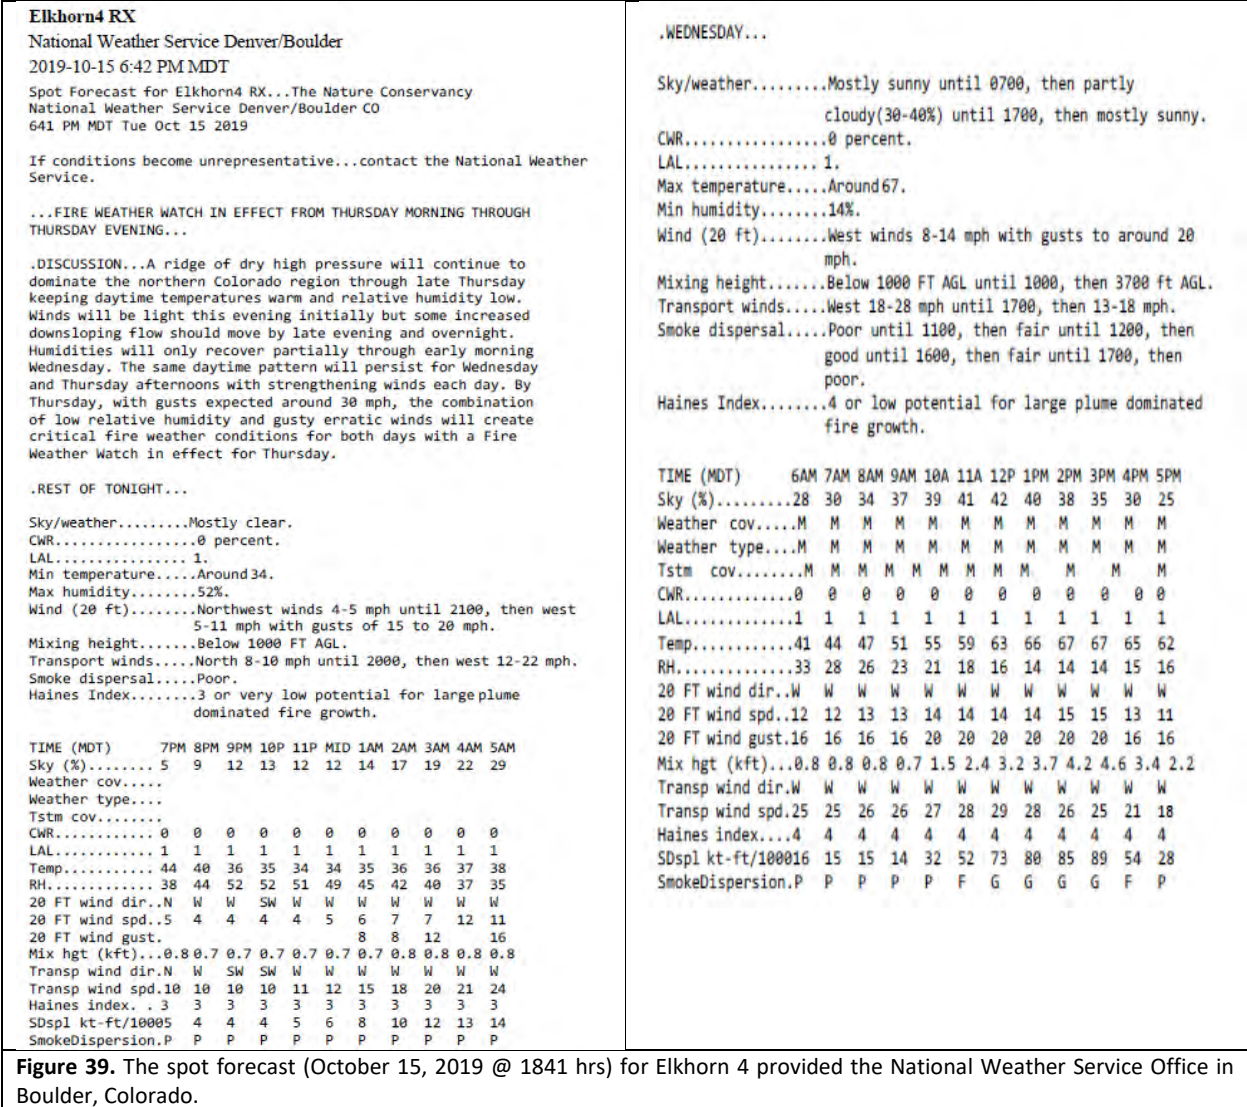 Elkhorn4 RX
National Weather Service Denver/Boulder
2019-10-15 6:42 PM MDT
Spot Forecast for Elkhorn4 RX...The Nature Conservancy
National Weather Service Denver/Boulder CO
641 PM MDT Tue Oct 15 2019
If conditions become unrepresentative...contact the National Weather
Service.
...FIRE WEATHER WATCH IN EFFECT FROM THURSDAY MORNING THROUGH
THURSDAY EVENING...
.DISCUSSION...A ridge of dry high pressure will continue to
dominate the northern Colorado region through late Thursday
keeping daytime temperatures warm and relative humidity low.
Winds will be light this evening initially but some increased
downsloping flow should move by late evening and overnight.
Humidities will only recover partially through early morning
Wednesday. The same daytime pattern will persist for Wednesday
and Thursday afternoons with strengthening winds each day. By
Thursday, with gusts expected around 30 mph, the combination
of low relative humidity and gusty erratic winds will create
critical fire weather conditions for both days with a Fire
Weather Watch in effect for Thursday.
.REST OF TONIGHT...
Sky/weather.........Mostly clear.
CWR.................0 percent.
LAL................ 1.
Min temperature.....Around 34.
Max humidity........52%.
Wind (20 ft)........Northwest winds 4-5 mph until 2100, then west
5-11 mph with gusts of 15 to 20 mph.
Mixing height.......Below 1000 FT AGL.
Transport winds.....North 8-10 mph until 2000, then west 12-22 mph.
Smoke dispersal.....Poor.
Haines Index........3 or very low potential for large plume
dominated fire growth.
TIME (MDT) 7PM 8PM 9PM 10P 11P MID 1AM 2AM 3AM 4AM 5AM
Sky (%)........ 5 9 12 13 12 12 14 17 19 22 29
Weather cov.....
Weather type....
Tstm cov........
CWR............ 0 0 0 0 0 0 0 0 0 0 0
LAL............ 1 1 1 1 1 1 1 1 1 1 1
Temp........... 44 40 36 35 34 34 35 36 36 37 38
RH............. 38 44 52 52 51 49 45 42 40 37 35
20 FT wind dir..N W W SW W W W W W W W
20 FT wind spd..5 4 4 4 4 5 6 7 7 12 11
20 FT wind gust. 8 8 12 16
Mix hgt (kft)...0.8 0.7 0.7 0.7 0.7 0.7 0.7 0.8 0.8 0.8 0.8
Transp wind dir.N W SW SW W W W W W W W
Transp wind spd.10 10 10 10 11 12 15 18 20 21 24
Haines index. . 3 3 3 3 3 3 3 3 3 3 3
SDspl kt-ft/10005 4 4 4 5 6 8 10 12 13 14
SmokeDispersion.P P P P P P P P P P P
.WEDNESDAY...
Sky/weather.........Mostly sunny until 0700, then partly
cloudy(30-40%) until 1700, then mostly sunny.
CWR.................0 percent.
LAL................ 1.
Max temperature.....Around 67.
Min humidity........14%.
Wind (20 ft)........West winds 8-14 mph with gusts to around 20
mph.
Mixing height.......Below 1000 FT AGL until 1000, then 3700 ft AGL.
Transport winds.....West 18-28 mph until 1700, then 13-18 mph.
Smoke dispersal.....Poor until 1100, then fair until 1200, then
good until 1600, then fair until 1700, then
poor.
Haines Index........4 or low potential for large plume dominated
fire growth.
TIME (MDT) 6AM 7AM 8AM 9AM 10A 11A 12P 1PM 2PM 3PM 4PM 5PM
Sky (%).........28 30 34 37 39 41 42 40 38 35 30 25
Weather cov.....M M M M M M M M M M M M
Weather type....M M M M M M M M M M M M
Tstm cov........M M M M M M M M M M M M
CWR.............0 0 0 0 0 0 0 0 0 0 0 0
LAL.............1 1 1 1 1 1 1 1 1 1 1 1
Temp............41 44 47 51 55 59 63 66 67 67 65 62
RH..............33 28 26 23 21 18 16 14 14 14 15 16
20 FT wind dir..W W W W W W W W W W W W
20 FT wind spd..12 12 13 13 14 14 14 14 15 15 13 11
20 FT wind gust.16 16 16 16 20 20 20 20 20 20 16 16
Mix hgt (kft)...0.8 0.8 0.8 0.7 1.5 2.4 3.2 3.7 4.2 4.6 3.4 2.2
Transp wind dir.W W W W W W W W W W W W
Transp wind spd.25 25 26 26 27 28 29 28 26 25 21 18
Haines index....4 4 4 4 4 4 4 4 4 4 4 4
SDspl kt-ft/100016 15 15 14 32 52 73 80 85 89 54 28
SmokeDispersion.P P P P P F G G G G F P
Figure 39. The spot forecast (October 15, 2019 @ 1841 hrs) for Elkhorn 4 provided the National Weather Service Office in
Boulder, Colorado.